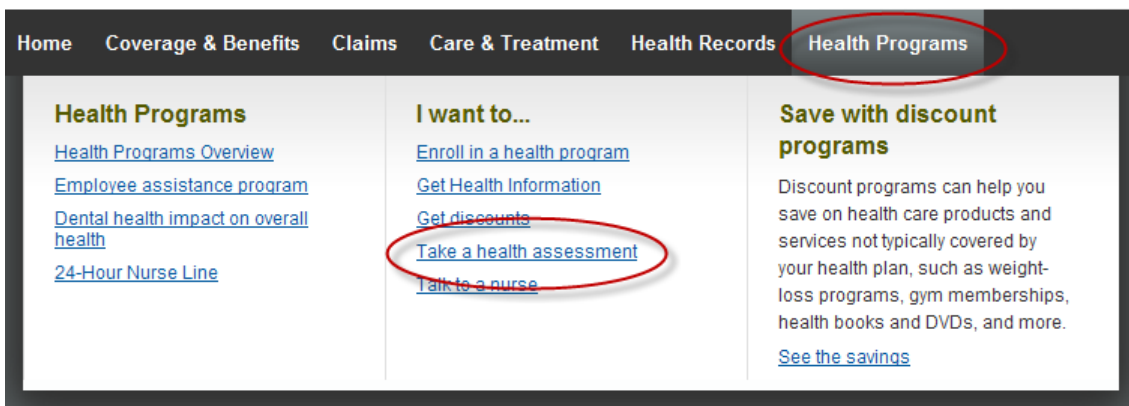 Home Coverage & Benefits Claims Care & Treatment Health Records Health Programs
Health Programs
Health Programs Overview
Employee assistance program
Dental health impact on overall
health
24-Hour Nurse Line
I want to...
Enroll in a health program
Get Health Information
Get discounts
Take a health assessment
Talk to a nurse
Save with discount
programs
Discount programs can help you
save on health care products and
services not typically covered by
your health plan, such as weight-
loss programs, gym memberships,
health books and DVDs, and more.
See the savings